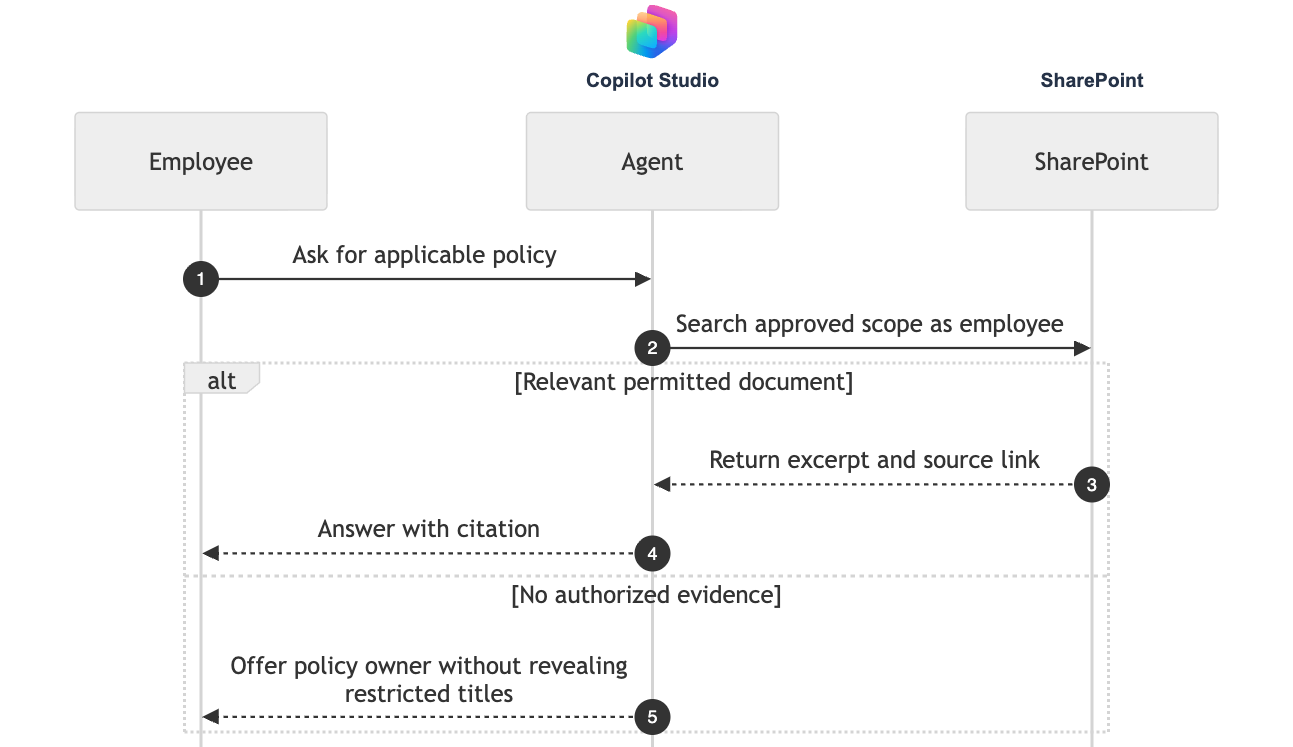 Copilot Studio
SharePoint
Employee
Agent
SharePoint
Ask for applicable policy
1
Search approved scope as employee
2
alt
[Relevant permitted document]
Return excerpt and source link
3
Answer with citation
4
[No authorized evidence]
Offer policy owner without revealing
restricted titles
5